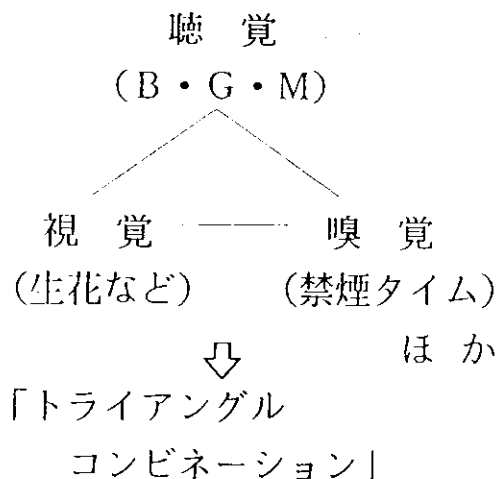 聴覚
(B・G・M)
視覚 嗅覚
(生花など) (禁煙タイム)
ほか
「トライアングル
コンビネーション」